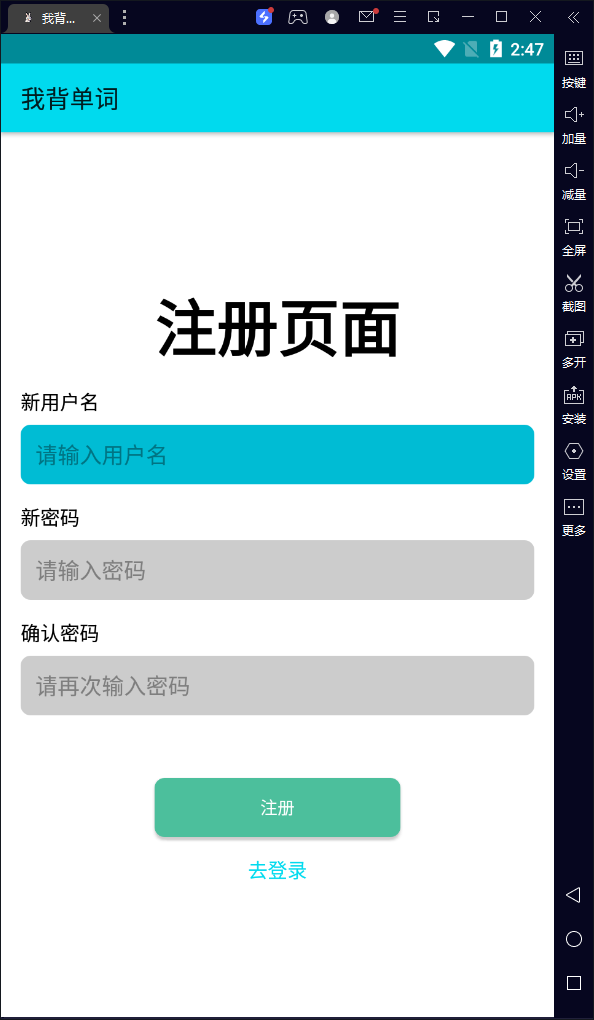 我背...
2:47
我背单词
注册页面
新用户名
请输入用户名
新密码
请输入密码
确认密码
请再次输入密码
注册
去登录
按键
加量
减量
全屏
截图
多开
APK
安装
设置
更多